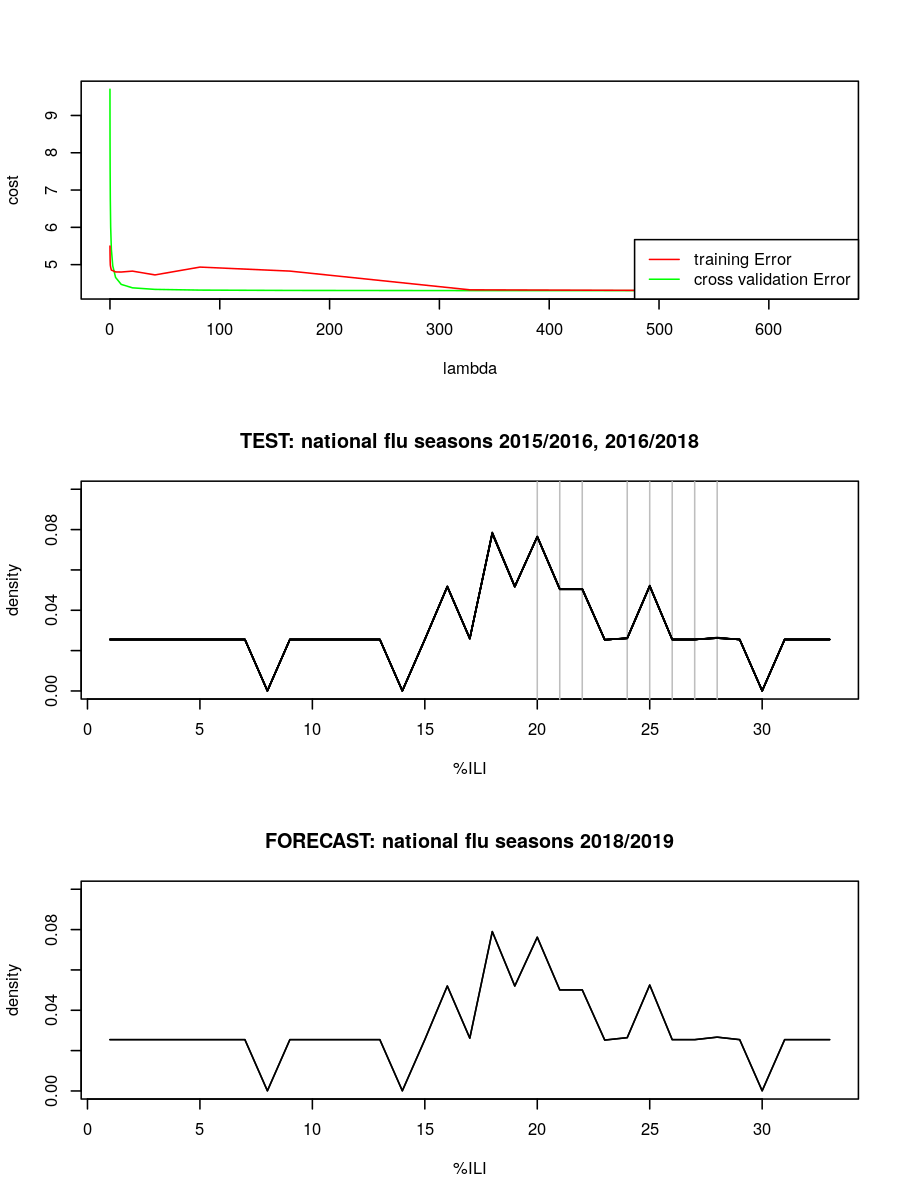 cost
9
8
7
6
5
training Error
cross validation Error
0 100 200 300 400 500 600
lambda
TEST: national flu seasons 2015/2016, 2016/2018
density
0.08
0.04
0.00
0 5 10 15 20 25 30
%ILI
FORECAST: national flu seasons 2018/2019
density
0.08
0.04
0.00
0 5 10 15 20 25 30
%ILI